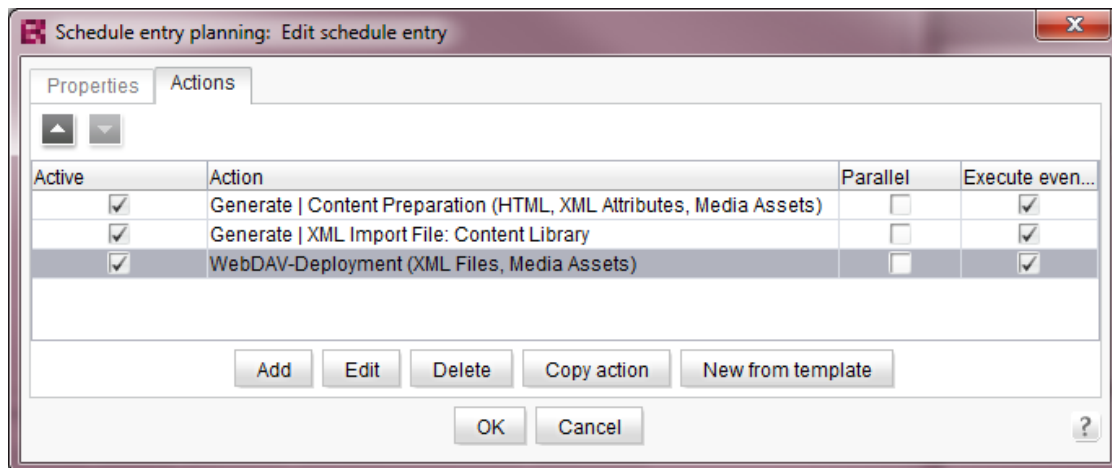 Schedule entry planning: Edit schedule entry
Properties Actions
Active Action Parallel Execute even...
Generate | Content Preparation (HTML, XML Attributes, Media Assets)
Generate | XML Import File: Content Library
WebDAV-Deployment (XML Files, Media Assets)
Add Edit Delete Copy action New from template
OK Cancel ?